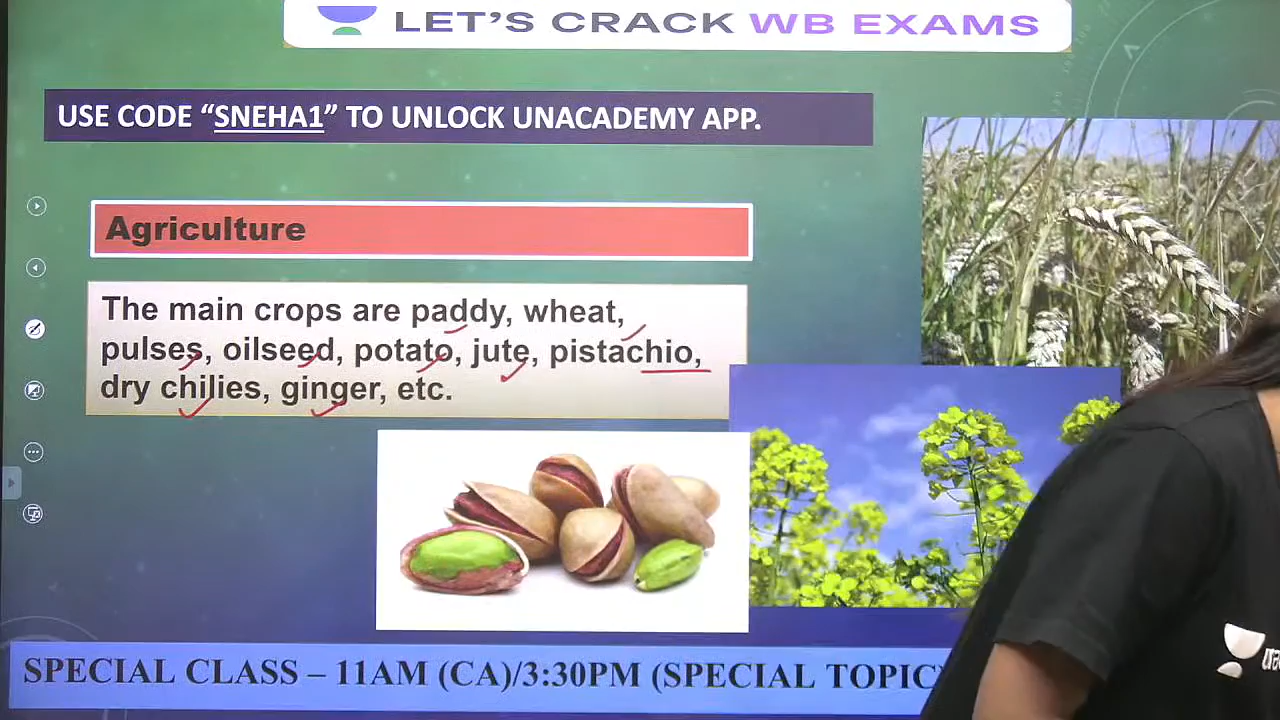 LET'S CRACK WB EXAMS
USE CODE “SNEHA1” TO UNLOCK UNACADEMY APP.
Agriculture
The main crops are paddy, wheat,
pulses, oilseed, potato, jute, pistachio,
dry chilies, ginger, etc.
SPECIAL CLASS – 11AM (CA)/3:30PM (SPECIAL TOPIC